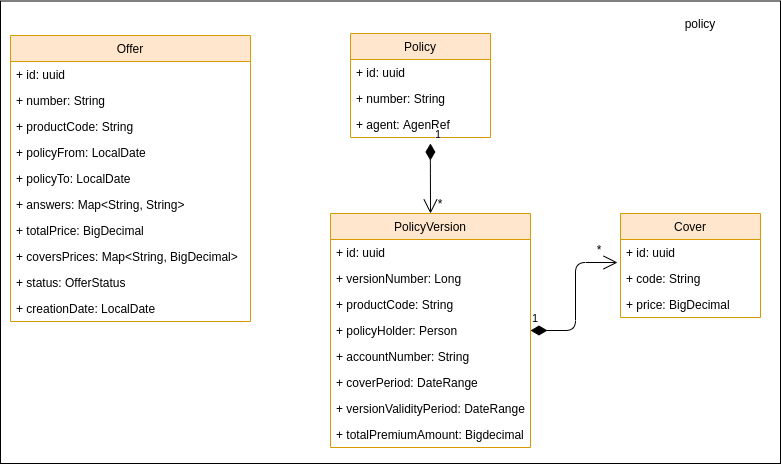 policy
Offer
+ id: uuid
+ number: String
+ productCode: String
+ policyFrom: LocalDate
+ policyTo: LocalDate
+ answers: Map<String, String>
+ totalPrice: BigDecimal
+ coversPrices: Map<String, BigDecimal>
+ status: OfferStatus
+ creationDate: LocalDate
Policy
+ id: uuid
+ number: String
+ agent: AgenRef
1
*
PolicyVersion
+ id: uuid
+ versionNumber: Long
+ productCode: String
+ policyHolder: Person
+ accountNumber: String
+ coverPeriod: DateRange
+ versionValidityPeriod: DateRange
+ totalPremiumAmount: Bigdecimal
1
*
Cover
+ id: uuid
+ code: String
+ price: BigDecimal